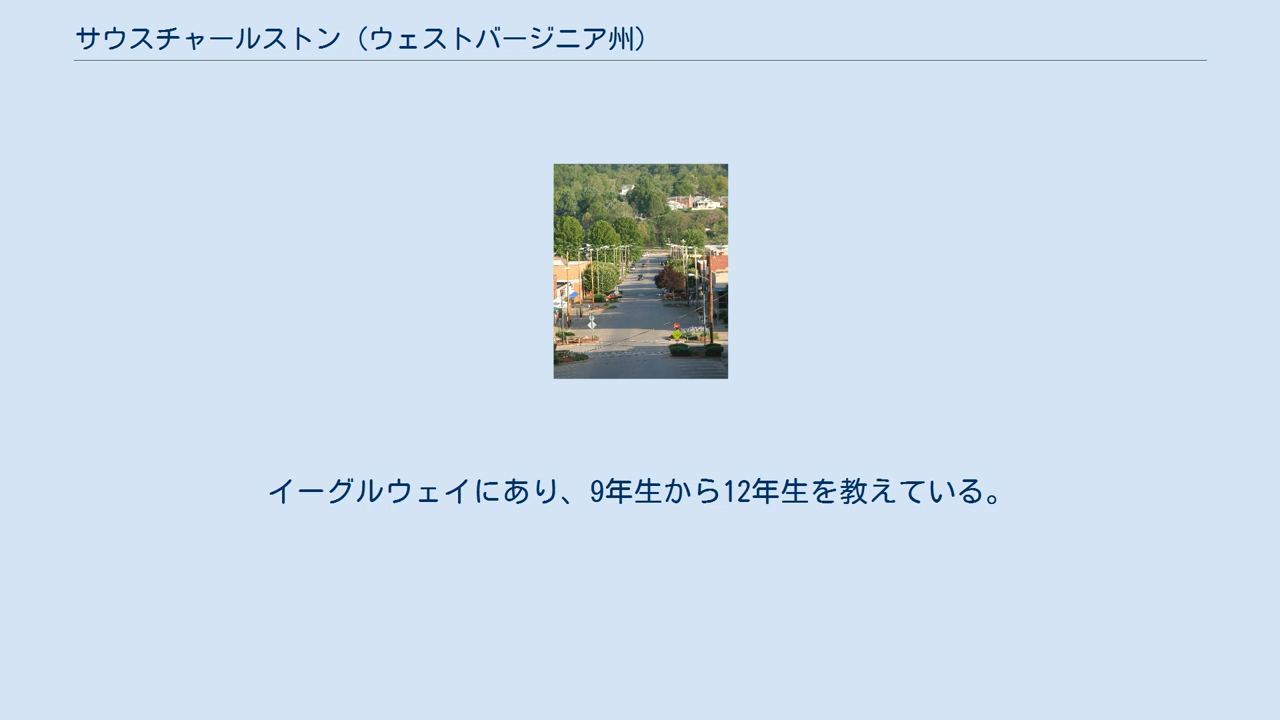 サウスチャールストン（ウェストバージニア州）
イーグルウェイにあり、9年生から12年生を教えている。